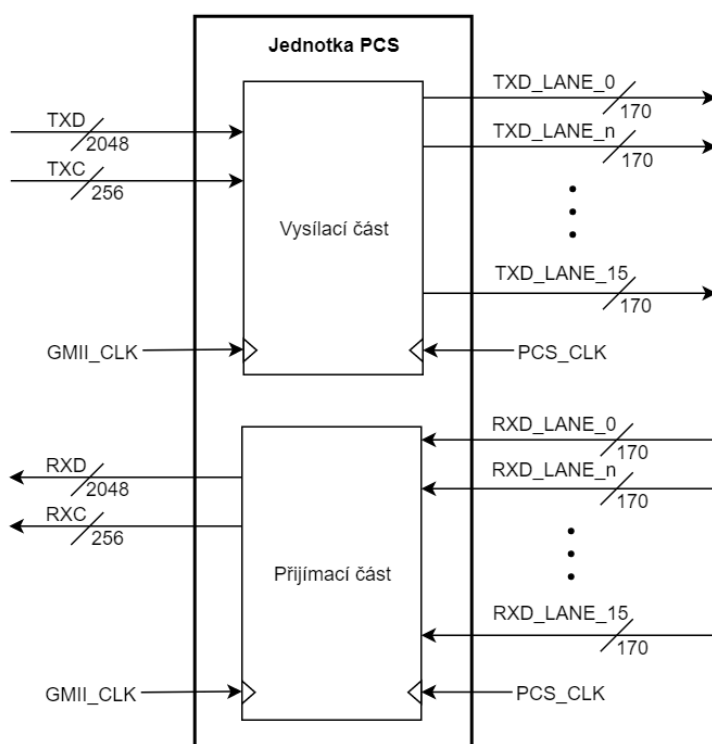 Jednotka PCS
TXD
2048
TXC
256
Vysílací část
TXD_LANE_0
170
TXD_LANE_n
170
TXD_LANE_15
170
GMII_CLK
PCS_CLK
RXD
2048
RXC
256
Přijímací část
RXD_LANE_0
170
RXD_LANE_n
170
RXD_LANE_15
170
GMII_CLK
PCS_CLK